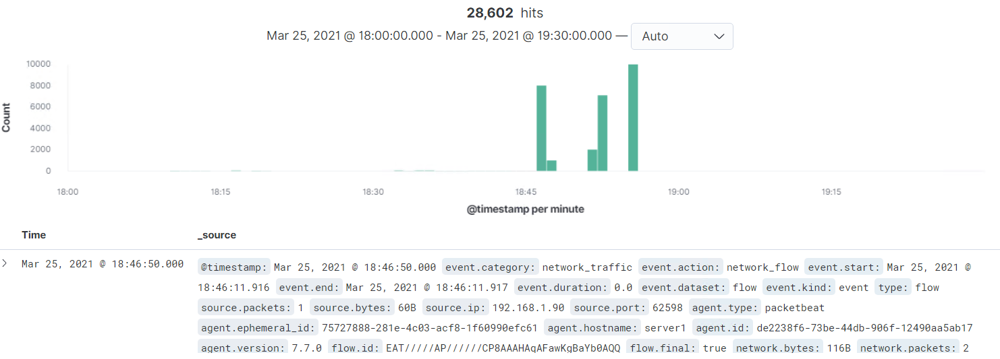 28,602 hits
Mar 25, 2021 @ 18:00:00.000 - Mar 25, 2021 @ 19:30:00.000 — Auto
10000
8000
6000
4000
2000
0
Count
18:00 18:15 18:30 18:45 19:00 19:15
@timestamp per minute
Time _source
Mar 25, 2021 @ 18:46:50.000 @timestamp: Mar 25, 2021 @ 18:46:50.000 event.category: network_traffic event.action: network_flow event.start: Mar 25, 2021 @
18:46:11.916 event.end: Mar 25, 2021 @ 18:46:11.917 event.duration: 0.0 event.dataset: flow event.kind: event type: flow
source.packets: 1 source.bytes: 60B source.ip: 192.168.1.90 source.port: 62598 agent.type: packetbeat
agent.ephemeral_id: 75727888-281e-4c03-acf8-1f60990efc61 agent.hostname: server1 agent.id: de2238f6-73be-44db-906f-12490aa5ab17
agent.version: 7.7.0 flow.id: EAT/////AP//////CP8AAAHAqAFawKgBaYb0AQQ flow.final: true network.bytes: 116B network.packets: 2